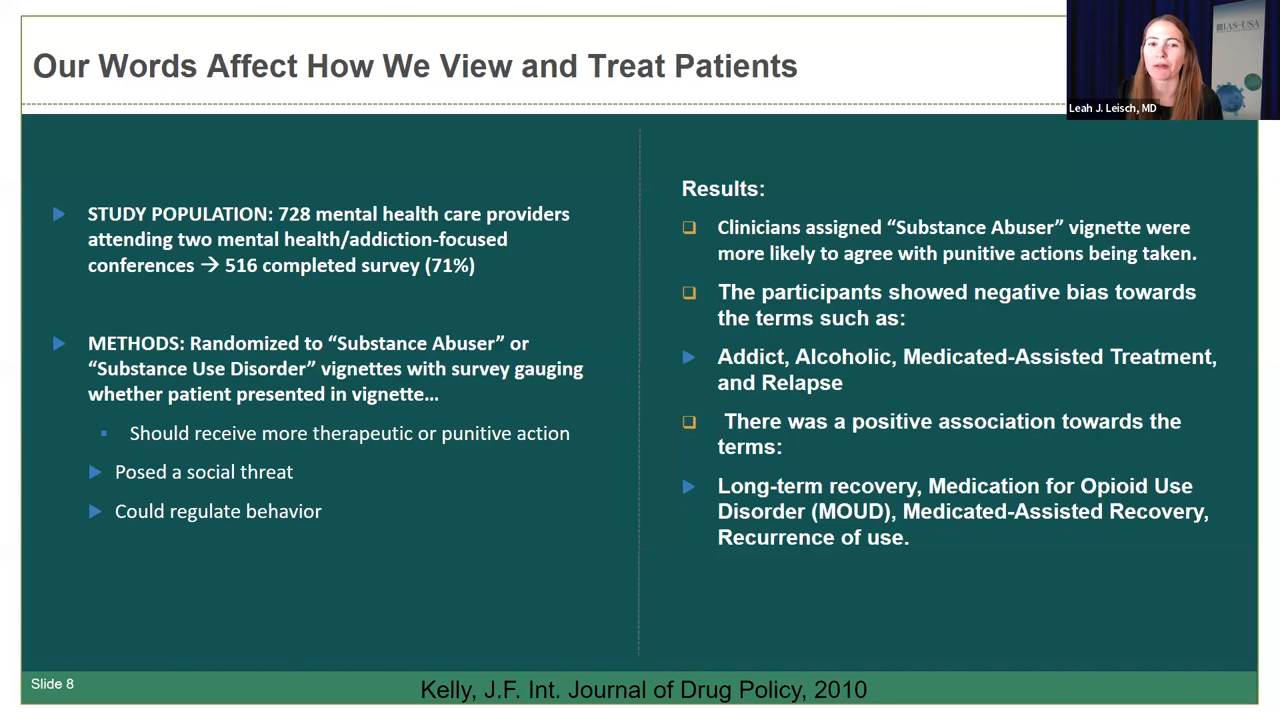 Our Words Affect How We View and Treat Patients
IAS-USA
Leah J. Leisch, MD
STUDY POPULATION: 728 mental health care providers
attending two mental health/addiction-focused
conferences → 516 completed survey (71%)
METHODS: Randomized to “Substance Abuser” or
“Substance Use Disorder” vignettes with survey gauging
whether patient presented in vignette…
Should receive more therapeutic or punitive action
Posed a social threat
Could regulate behavior
Results:
Clinicians assigned “Substance Abuser” vignette were
more likely to agree with punitive actions being taken.
The participants showed negative bias towards
the terms such as:
Addict, Alcoholic, Medicated-Assisted Treatment,
and Relapse
There was a positive association towards the
terms:
Long-term recovery, Medication for Opioid Use
Disorder (MOUD), Medicated-Assisted Recovery,
Recurrence of use.
Slide 8
Kelly, J.F. Int. Journal of Drug Policy, 2010